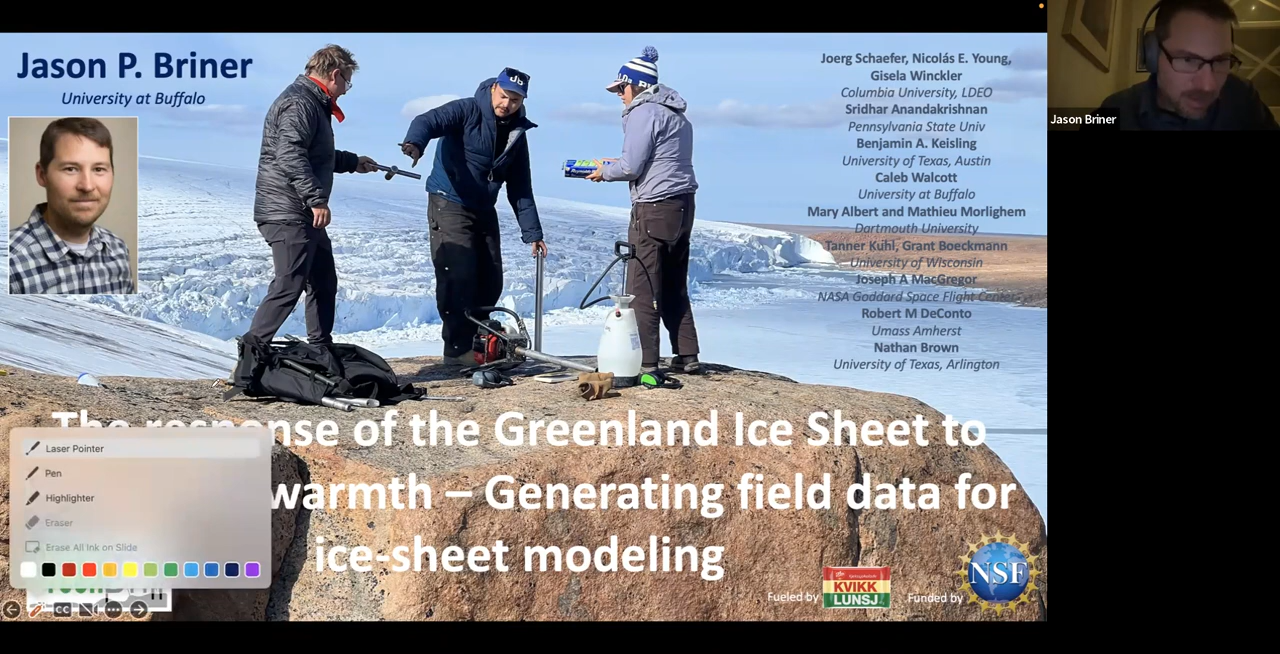 Jason P. Briner
University at Buffalo
Joerg Schaefer, Nicolás E. Young,
Gisela Winckler
Columbia University, LDEO
Sridhar Anandakrishnan
Pennsylvania State Univ
Benjamin A. Keisling
University of Texas, Austin
Caleb Walcott
University at Buffalo
Mary Albert and Mathieu Morlighem
Dartmouth University
Tanner Kuhl, Grant Boeckmann
University of Wisconsin
Joseph A MacGregor
NASA Goddard Space Flight Center
Robert M DeConto
Umass Amherst
Nathan Brown
University of Texas, Arlington
Jason Briner
The response of the Greenland Ice Sheet to
warmth – Generating field data for
ice-sheet modeling
Laser Pointer
Pen
Highlighter
Eraser
Erase All Ink on Slide
CC
Fueled by
KVIKK
LUNSJ
Funded by
NSF